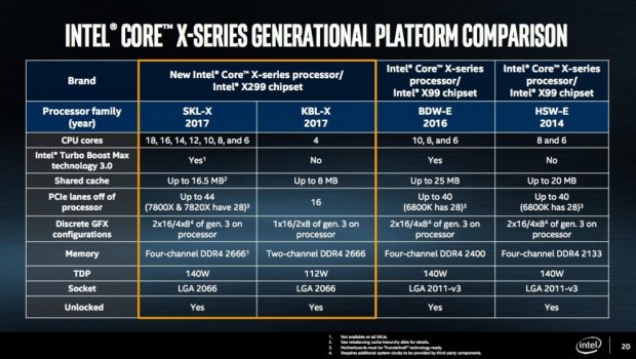 INTEL® CORE™ X-SERIES GENERATIONAL PLATFORM COMPARISON
Brand
New Intel® Core™ X-series processor/
Intel® X299 chipset
Intel® Core™ X-series
processor/
Intel® X99 chipset
Intel® Core™ X-series
processor/
Intel® X99 chipset
Processor family
(year)
SKL-X
2017
KBL-X
2017
BDW-E
2016
HSW-E
2014
CPU cores
18, 16, 14, 12, 10, 8, and 6
4
10, 8, and 6
8 and 6
Intel® Turbo Boost Max
technology 3.0
Yes¹
No
Yes
No
Shared cache
Up to 16.5 MB²
Up to 8 MB
Up to 25 MB
Up to 20 MB
PCIe lanes off of
processor
Up to 44
(7800X & 7820X have 28)³
16
Up to 40
(6800K has 28)³
Up to 40
(6800K has 28)³
Discrete GFX
configurations
2x16/4x8⁴ of gen. 3 on
processor
1x16/2x8 of gen. 3 on
processor
2x16/4x8⁴ of gen. 3 on
processor
2x16/4x8⁴ of gen. 3 on
processor
Memory
Four-channel DDR4 2666¹
Two-channel DDR4 2666
Four-channel DDR4 2400
Four-channel DDR4 2133
TDP
140W
112W
140W
140W
Socket
LGA 2066
LGA 2066
LGA 2011-v3
LGA 2011-v3
Unlocked
Yes
Yes
Yes
Yes
1. Not available on all SKUs.
2. See rebalancing cache hierarchy slide for details.
3. Motherboards must be Thunderbolt™ technology ready.
4. Requires additional system clocks to be provided by third-party components.
intel
20